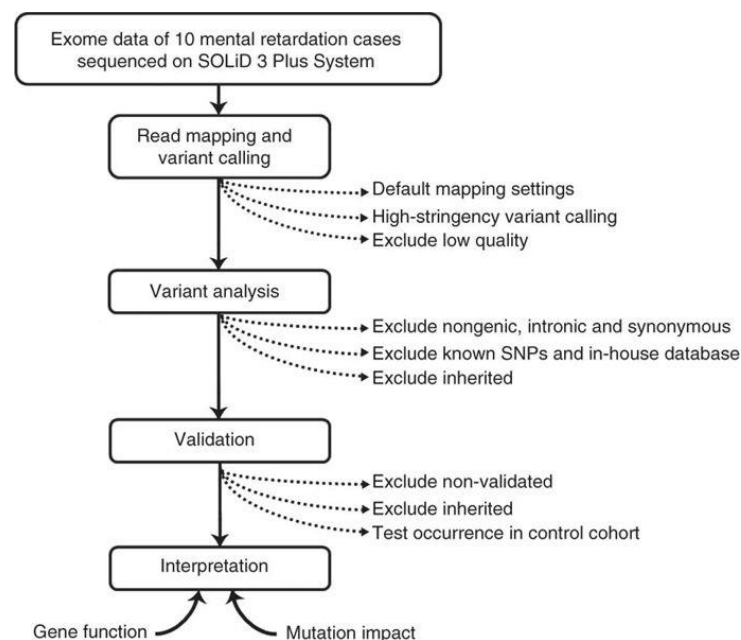 Exome data of 10 mental retardation cases
sequenced on SOLiD 3 Plus System
Read mapping and
variant calling
Default mapping settings
High-stringency variant calling
Exclude low quality
Variant analysis
Exclude nongenic, intronic and synonymous
Exclude known SNPs and in-house database
Exclude inherited
Validation
Exclude non-validated
Exclude inherited
Test occurrence in control cohort
Interpretation
Gene function
Mutation impact